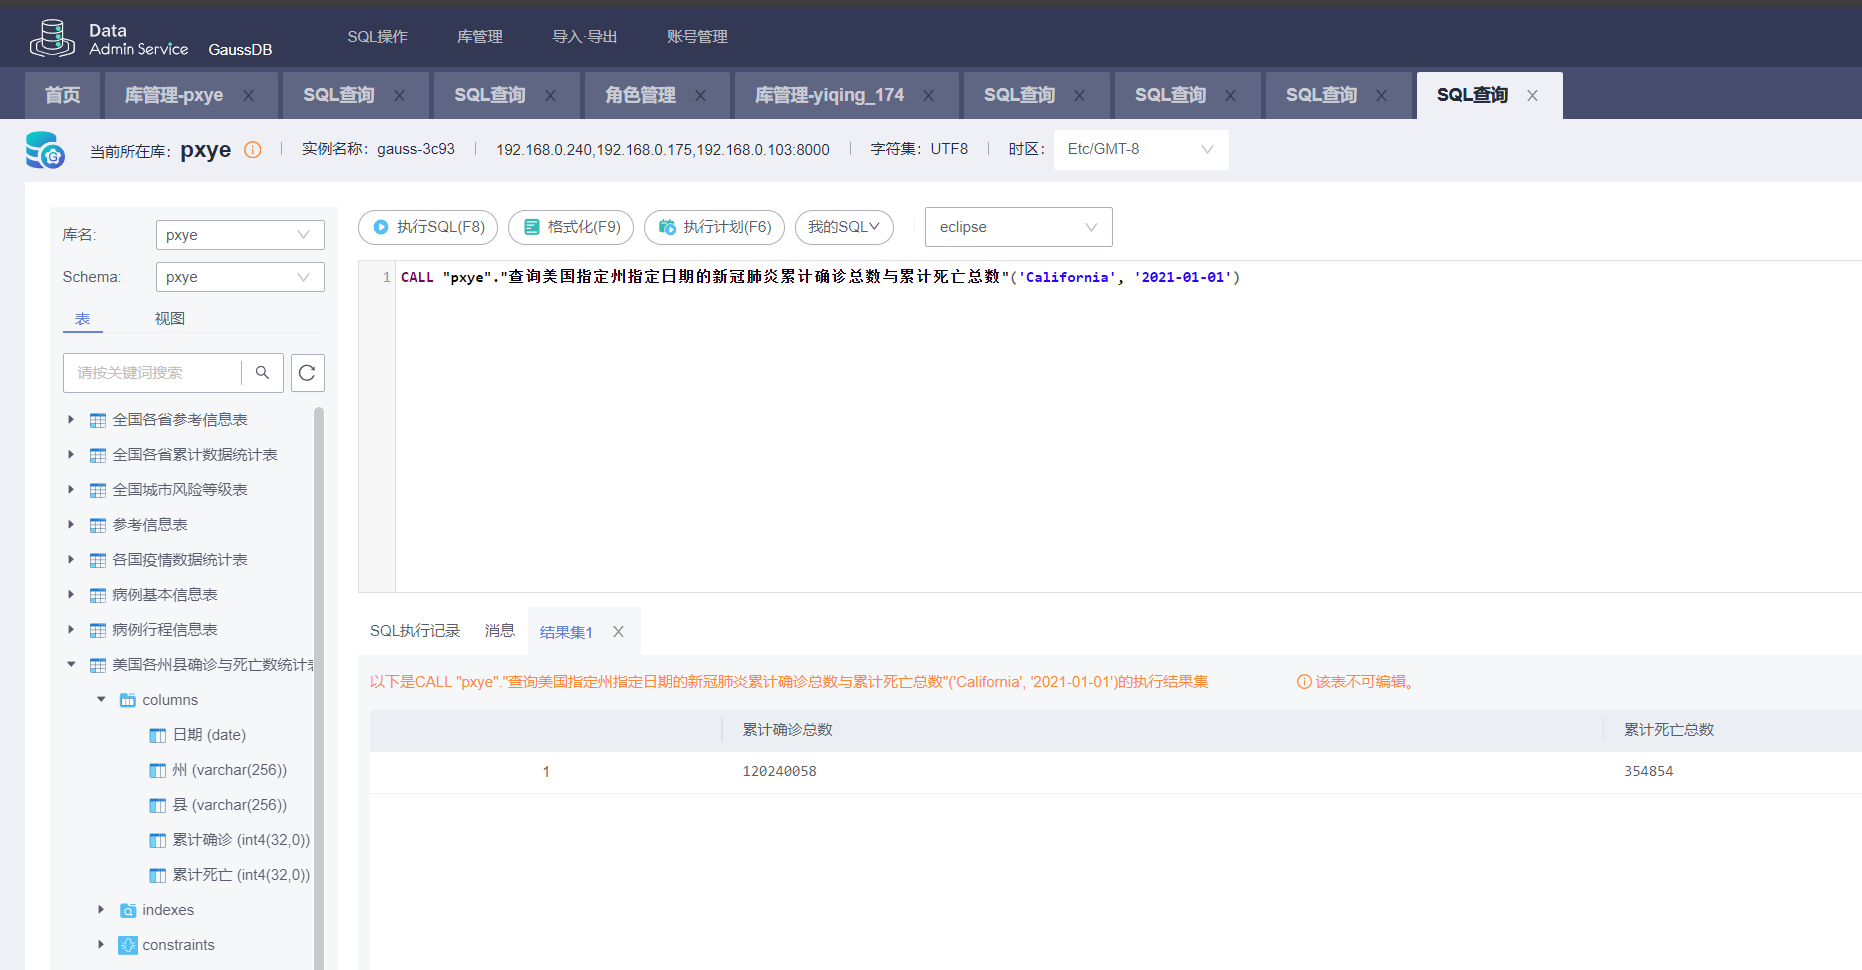 Data
Admin Service GaussDB SQL操作 库管理 导入·导出 账号管理
首页 库管理-pxye SQL查询 SQL查询 角色管理 库管理-yiqing_174 SQL查询 SQL查询 SQL查询 SQL查询
当前所在库： pxye 实例名称： gauss-3c93 192.168.0.240,192.168.0.175,192.168.0.103:8000 字符集： UTF8 时区： Etc/GMT-8
库名: pxye
Schema: pxye
表 视图
请按关键词搜索
全国各省参考信息表
全国各省累计数据统计表
全国城市风险等级表
参考信息表
各国疫情数据统计表
病例基本信息表
病例行程信息表
美国各州县确诊与死亡数统计表
columns
日期 (date)
州 (varchar(256))
县 (varchar(256))
累计确诊 (int4(32,0))
累计死亡 (int4(32,0))
indexes
constraints
执行SQL(F8) 格式化(F9) 执行计划(F6) 我的SQL eclipse
1 CALL "pxye"."查询美国指定州指定日期的新冠肺炎累计确诊总数与累计死亡总数"('California', '2021-01-01')
SQL执行记录 消息 结果集1
以下是CALL "pxye"."查询美国指定州指定日期的新冠肺炎累计确诊总数与累计死亡总数"('California', '2021-01-01')的执行结果集 该表不可编辑。
累计确诊总数 累计死亡总数
1 120240058 354854